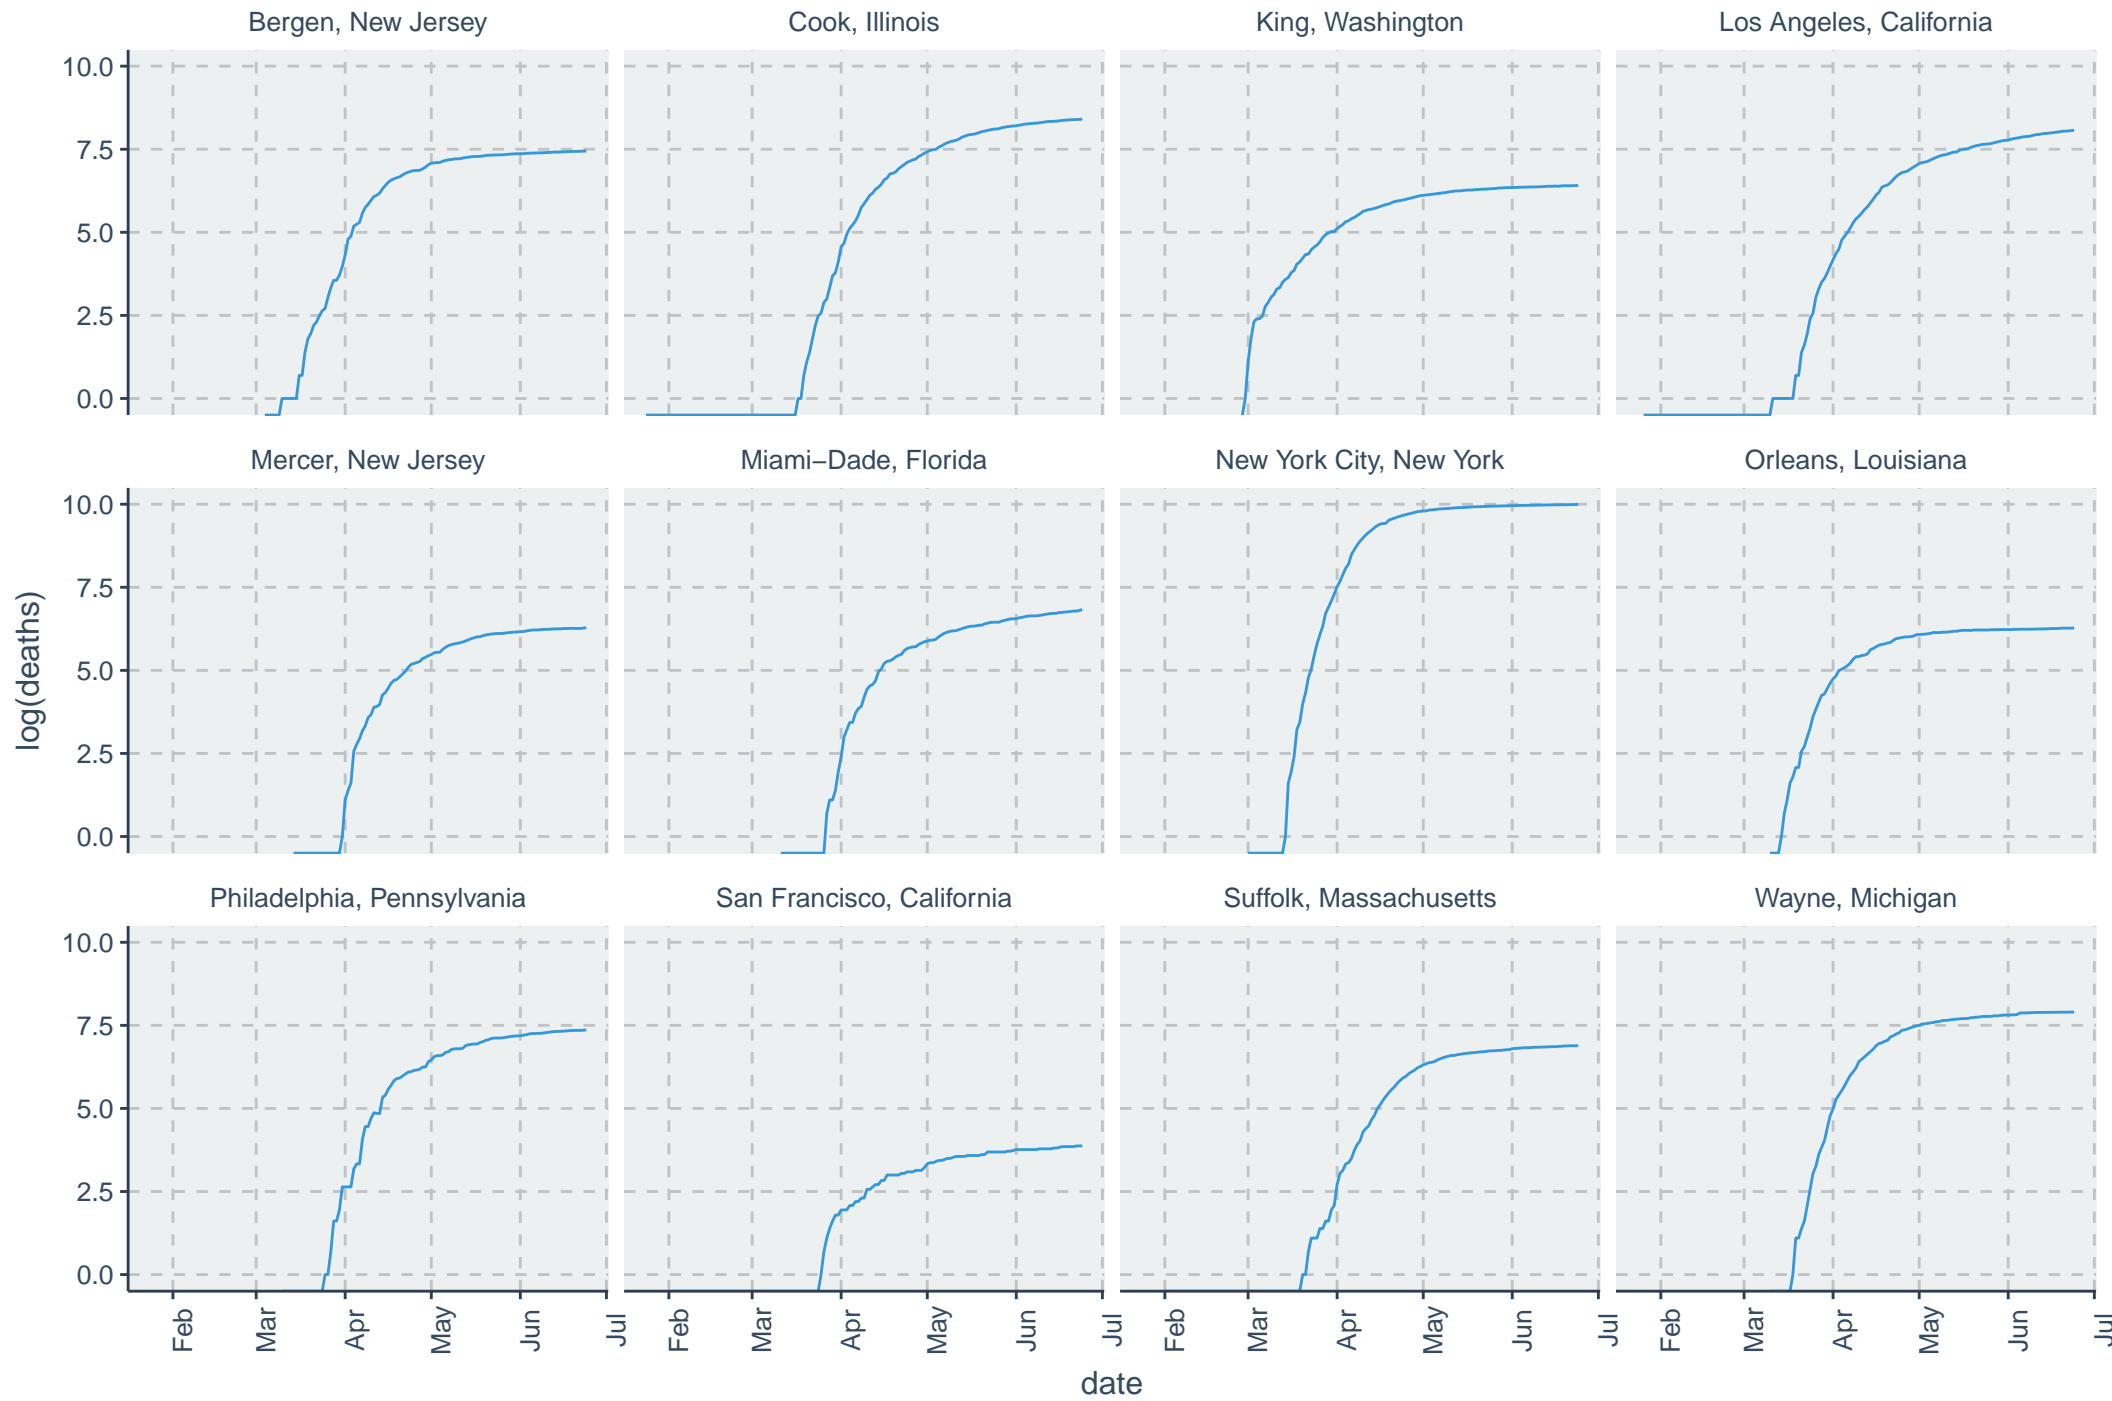 Bergen, New Jersey
Cook, Illinois
King, Washington
Los Angeles, California
10.0
7.5
5.0
2.5
0.0
Mercer, New Jersey
Miami−Dade, Florida
New York City, New York
Orleans, Louisiana
10.0
7.5
5.0
2.5
0.0
log(deaths)
Philadelphia, Pennsylvania
San Francisco, California
Suffolk, Massachusetts
Wayne, Michigan
10.0
7.5
5.0
2.5
0.0
Feb Mar Apr May Jun Jul
Feb Mar Apr May Jun Jul
Feb Mar Apr May Jun Jul
Feb Mar Apr May Jun Jul
date